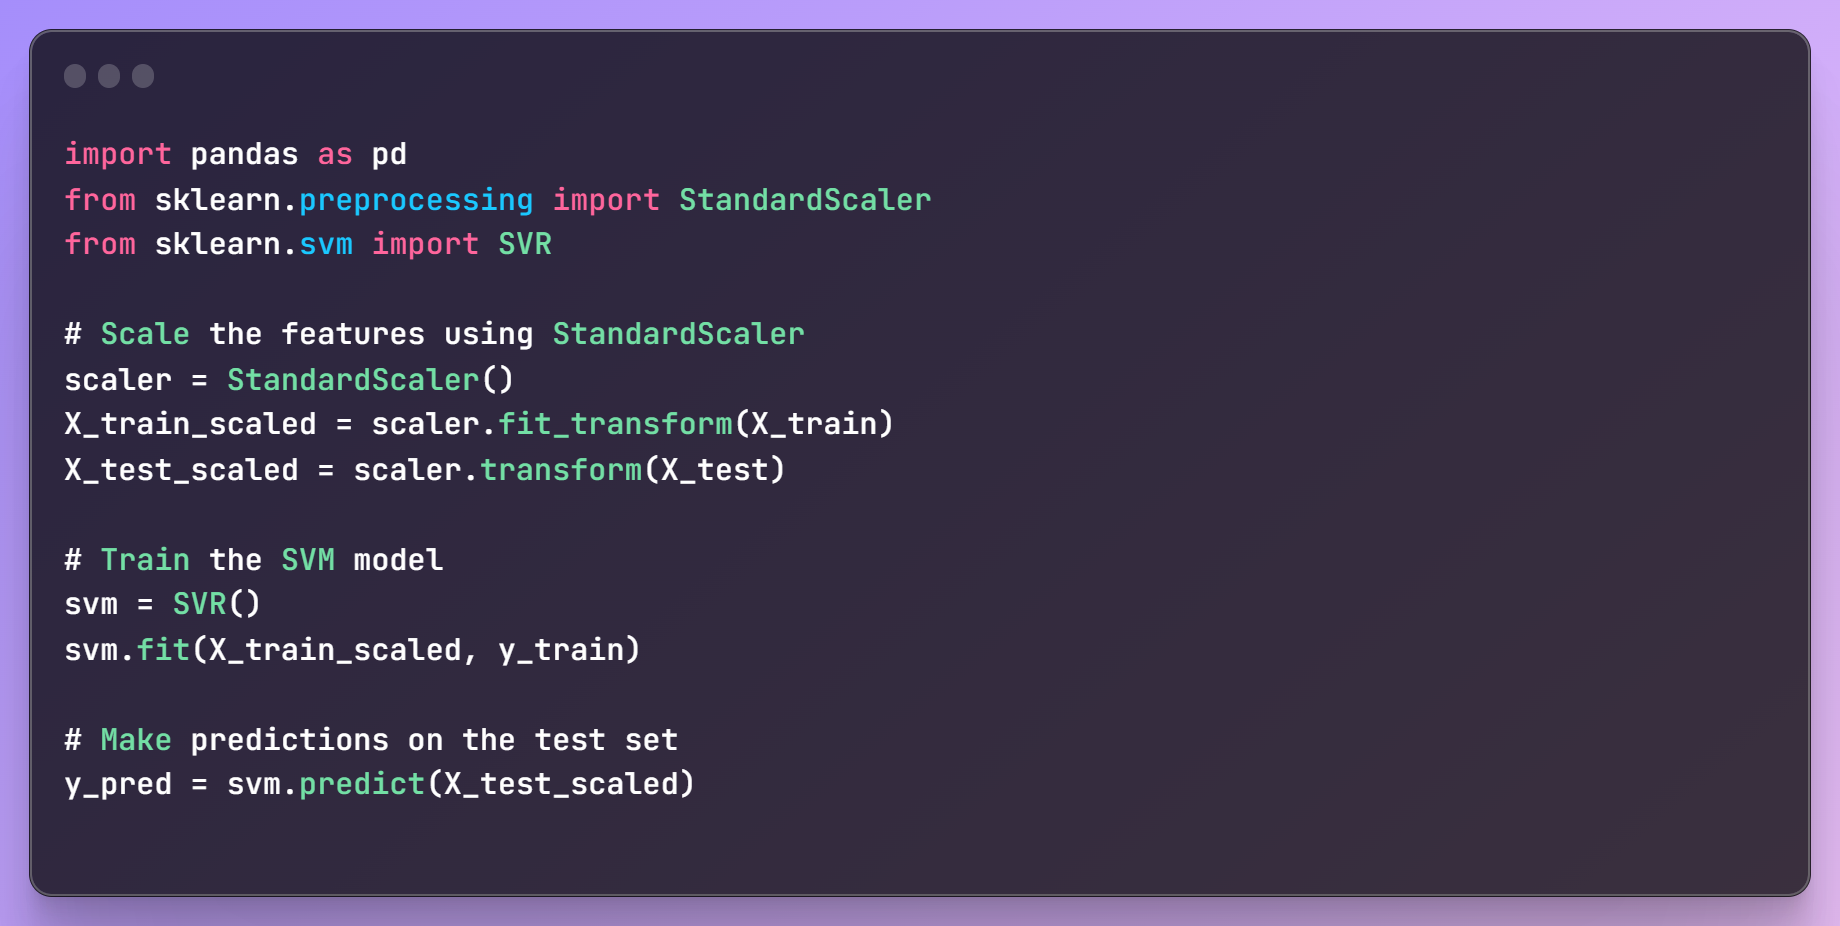 import pandas as pd
from sklearn.preprocessing import StandardScaler
from sklearn.svm import SVR

# Scale the features using StandardScaler
scaler = StandardScaler()
X_train_scaled = scaler.fit_transform(X_train)
X_test_scaled = scaler.transform(X_test)

# Train the SVM model
svm = SVR()
svm.fit(X_train_scaled, y_train)

# Make predictions on the test set
y_pred = svm.predict(X_test_scaled)